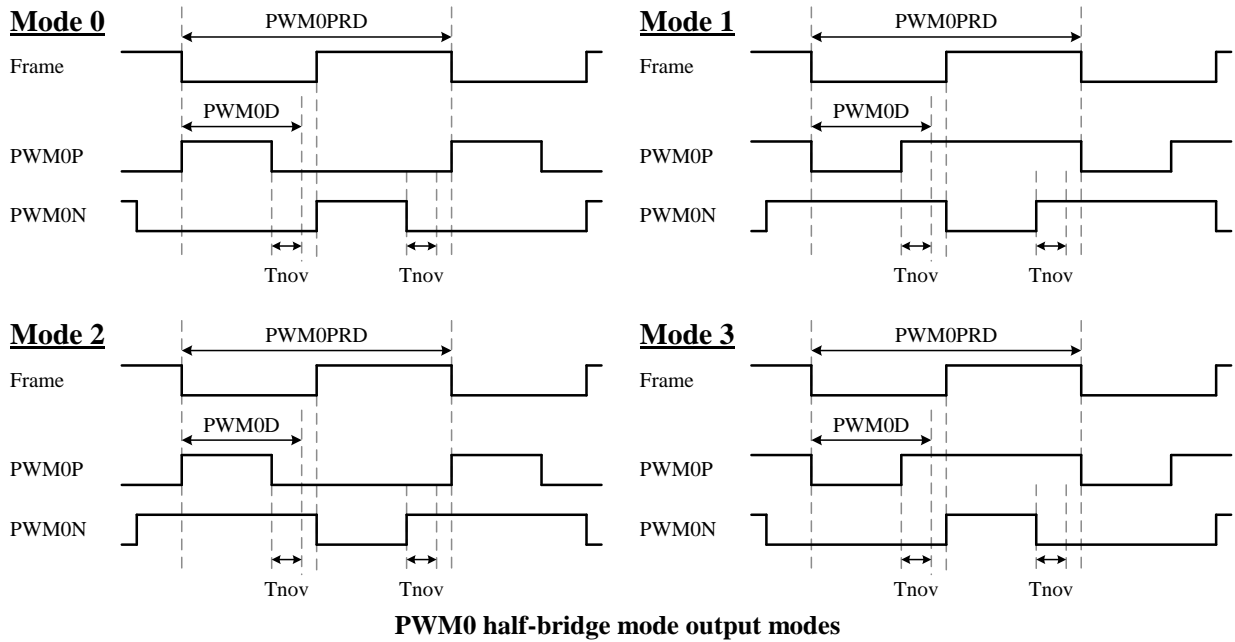 Mode 0
PWM0PRD
Frame
PWM0D
PWM0P
PWM0N
Tnov
Tnov
Mode 1
PWM0PRD
Frame
PWM0D
PWM0P
PWM0N
Tnov
Tnov
Mode 2
PWM0PRD
Frame
PWM0D
PWM0P
PWM0N
Tnov
Tnov
Mode 3
PWM0PRD
Frame
PWM0D
PWM0P
PWM0N
Tnov
Tnov
PWM0 half-bridge mode output modes